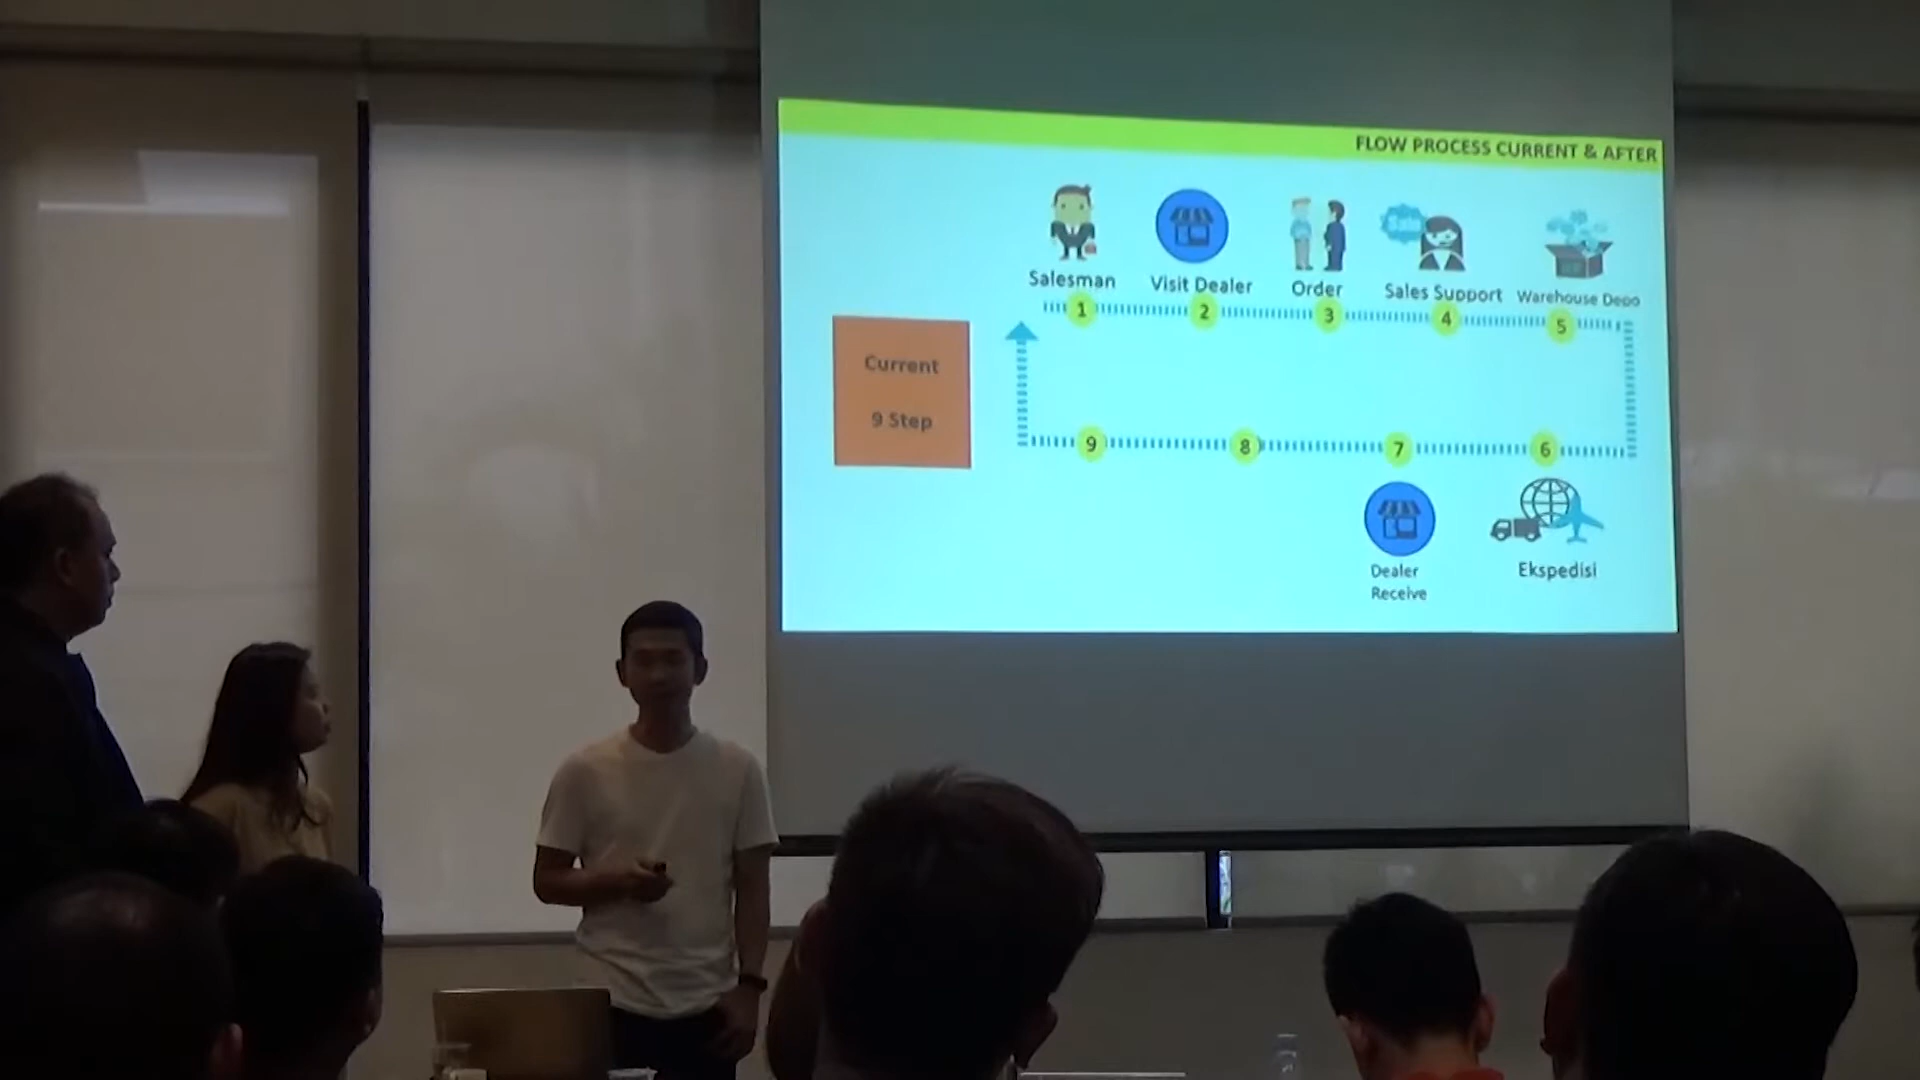 FLOW PROCESS CURRENT & AFTER
Sale
Salesman
Visit Dealer
Order
Sales Support
Warehouse Depo
1
2
3
4
5
Current
9 Step
9
8
7
6
Dealer
Receive
Ekspedisi